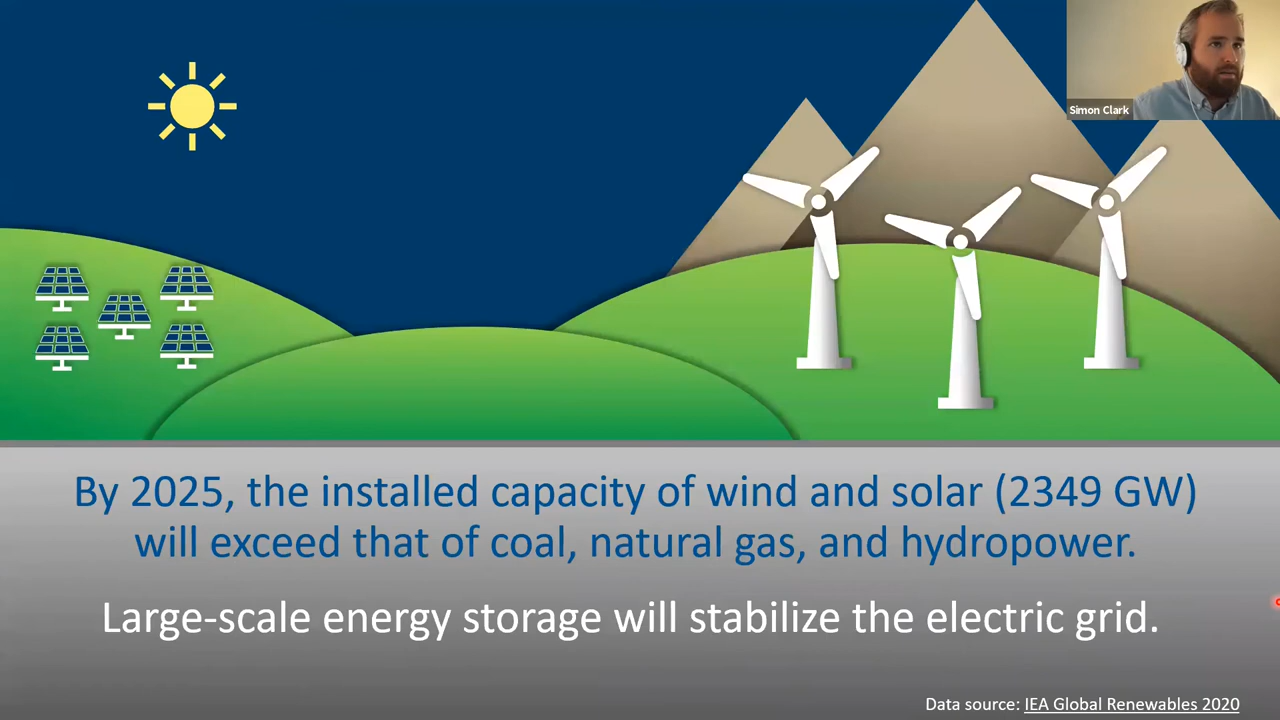 Simon Clark
By 2025, the installed capacity of wind and solar (2349 GW)
will exceed that of coal, natural gas, and hydropower.
Large-scale energy storage will stabilize the electric grid.
Data source: IEA Global Renewables 2020